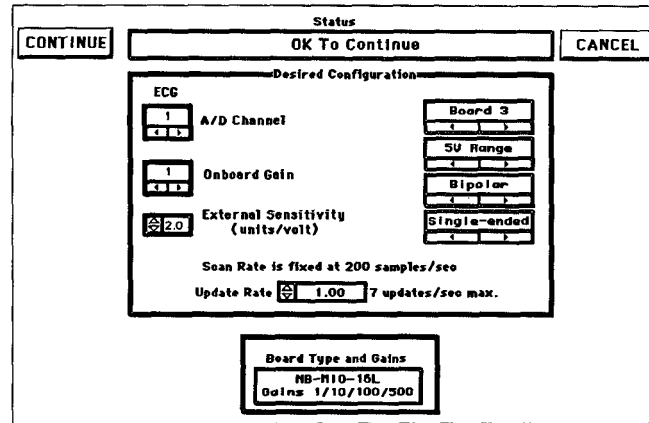 Status
CONTINUE
OK To Continue
CANCEL
Desired Configuration
ECG
1
A/D Channel
Board 3
5V Range
1
Onboard Gain
Bipolar
2.0
External Sensitivity
(units/volt)
Single-ended
Scan Rate is fixed at 200 samples/sec
Update Rate 1.00 7 updates/sec max.
Board Type and Gains
NB-MIO-16L
Gains 1/10/100/500